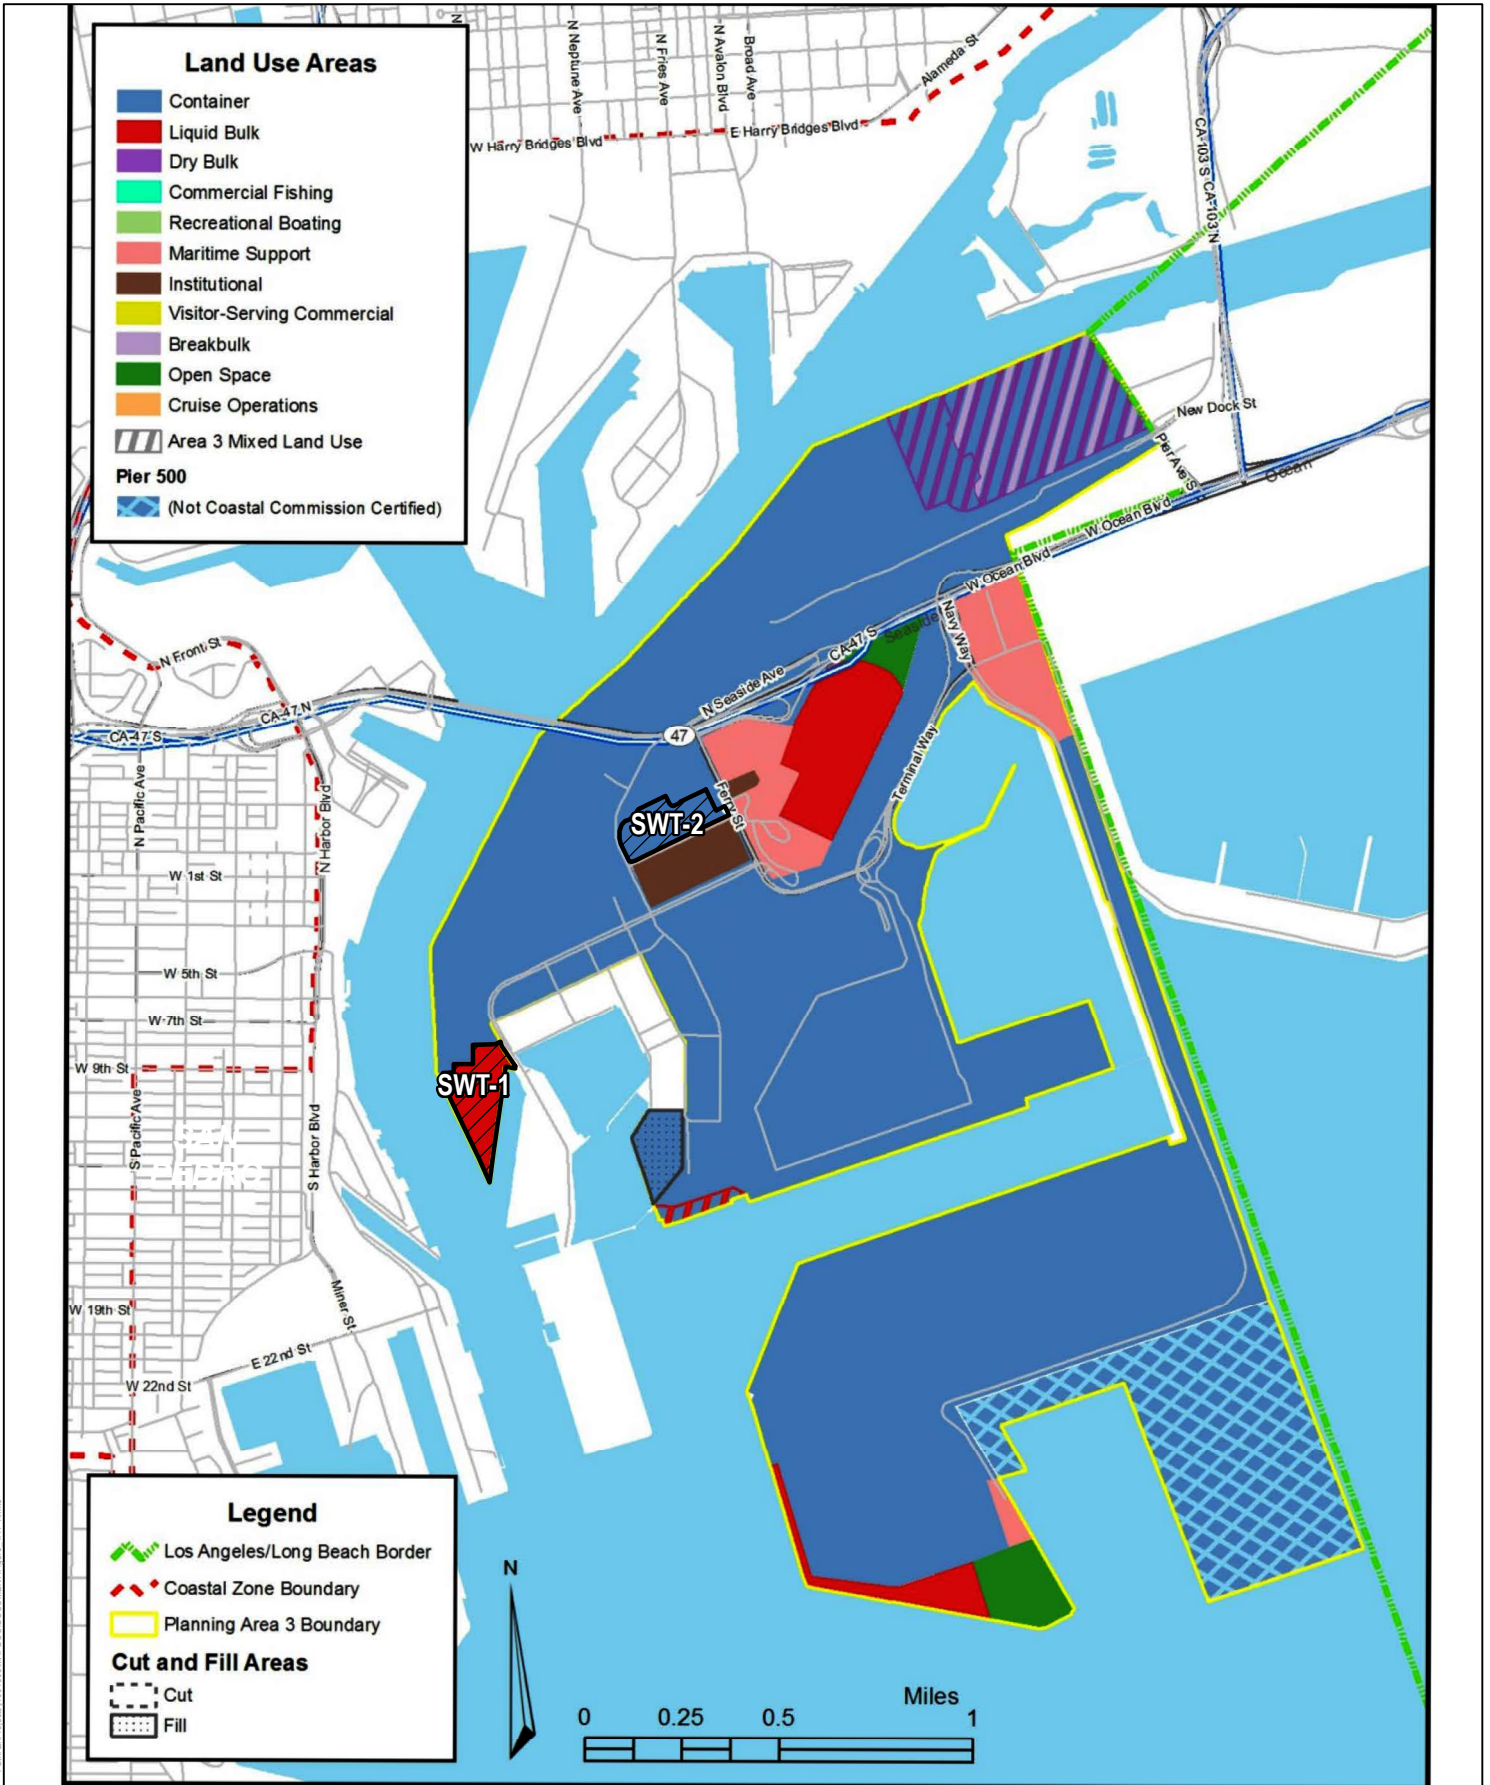 Land Use Areas
Container
Liquid Bulk
Dry Bulk
Commercial Fishing
Recreational Boating
Maritime Support
Institutional
Visitor-Serving Commercial
Breakbulk
Open Space
Cruise Operations
Area 3 Mixed Land Use
Pier 500
(Not Coastal Commission Certified)
N
N Neptune Ave
N Fries Ave
N Avalon Blvd
Broad Ave
Alameda St
W Harry Bridges Blvd
E Harry Bridges Blvd
CA-103 S
CA-103 N
New Dock St
Pier Ave S
Ocean
W Ocean Blvd
W Ocean Blvd
Navy Way
Seaside
CA-47 S
N Seaside Ave
47
Terminal Way
Ferry St
SWT-2
N Front St
CA-47 N
CA-47 S
N Pacific Ave
N Harbor Blvd
W 1st St
W 5th St
W 7th St
W 9th St
SWT-1
S Pacific Ave
SAN
PEDRO
S Harbor Blvd
Miner St
W 19th St
E 22nd St
W 22nd St
Legend
Los Angeles/Long Beach Border
Coastal Zone Boundary
Planning Area 3 Boundary
Cut and Fill Areas
Cut
Fill
N
Miles
0 0.25 0.5 1